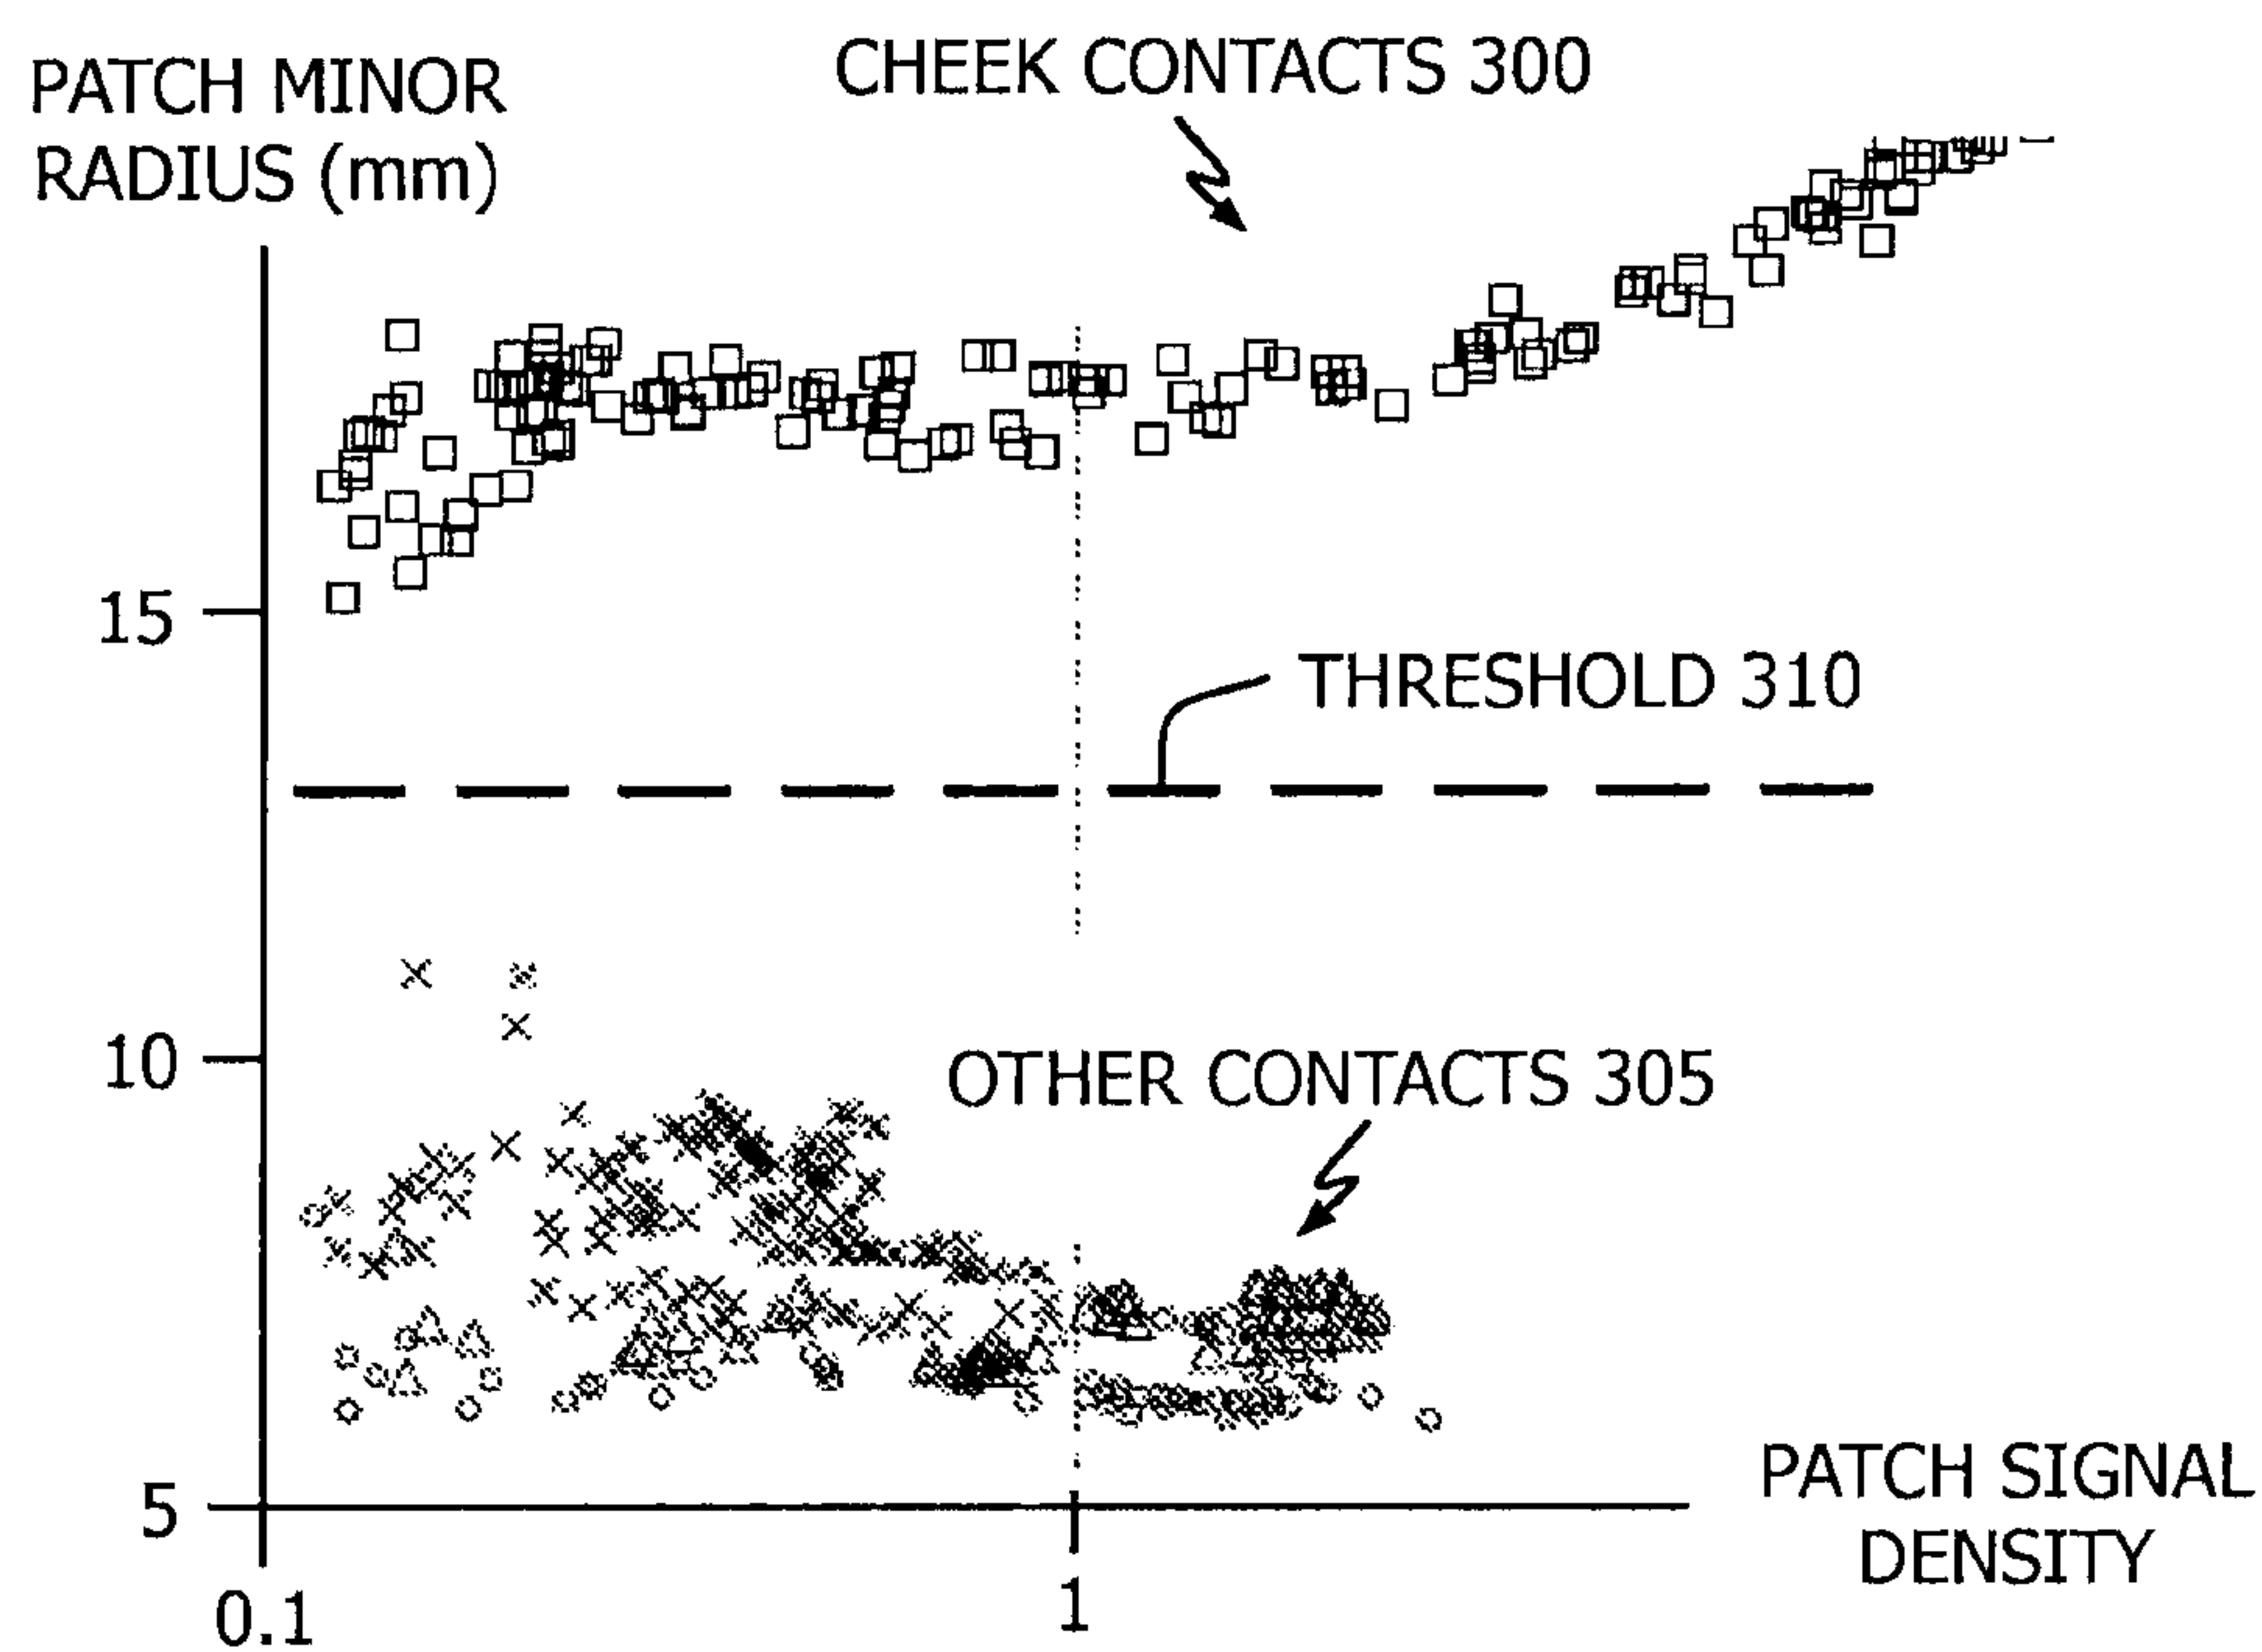 PATCH MINOR
RADIUS (mm)
CHEEK CONTACTS 300
15
THRESHOLD 310
10
OTHER CONTACTS 305
5
PATCH SIGNAL
DENSITY
0.1
1